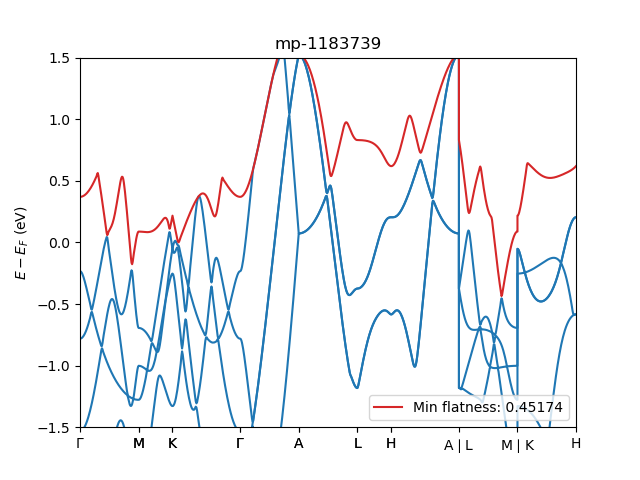 mp-1183739
E − E_F (eV)
1.5
1.0
0.5
0.0
−0.5
−1.0
−1.5
Min flatness: 0.45174
Γ M K Γ A L H A | L M | K H